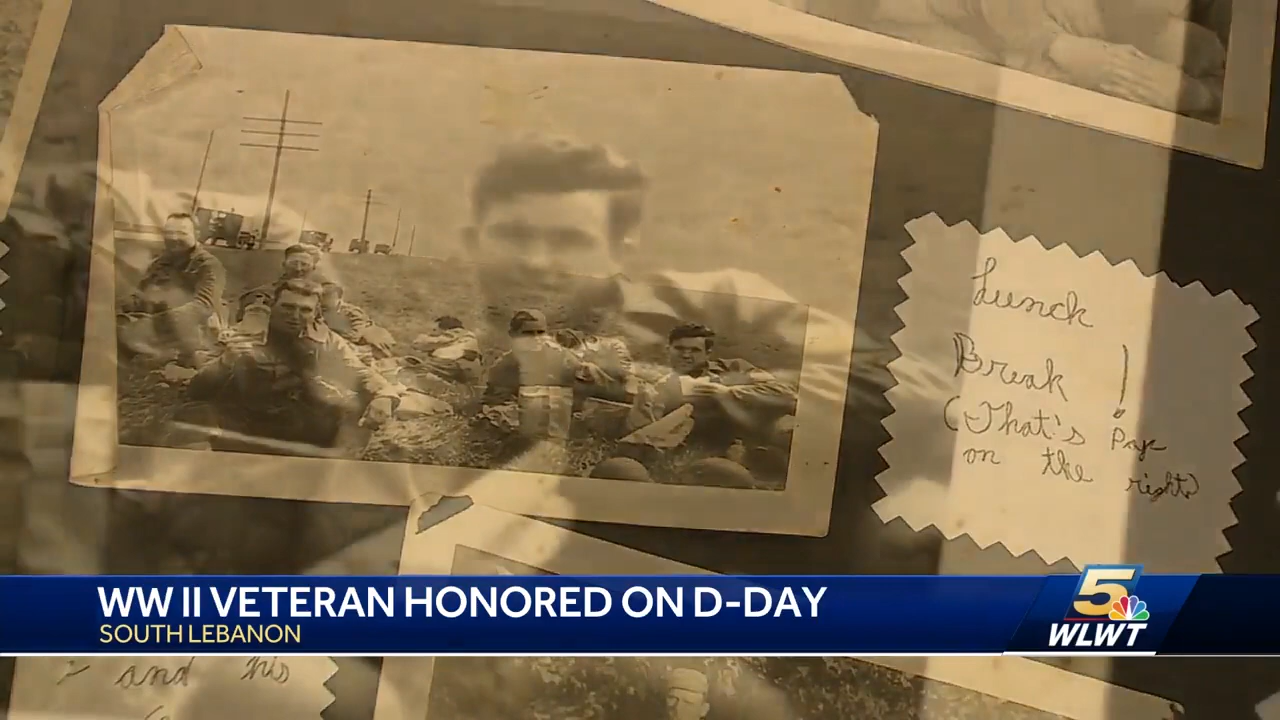 Lunch
Break !
(That's Pop
on the right)
WW II VETERAN HONORED ON D-DAY
SOUTH LEBANON
5
WLWT
and his